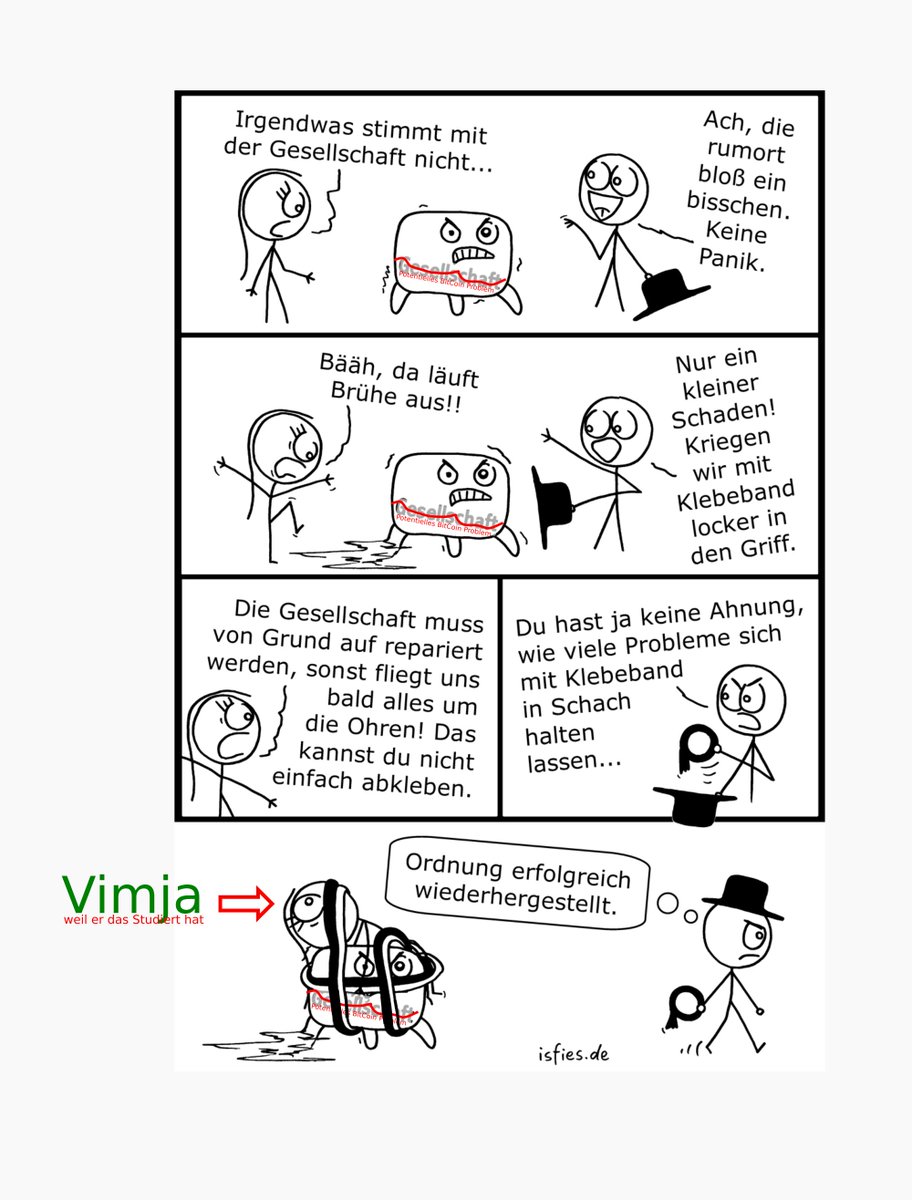 Irgendwas stimmt mit
der Gesellschaft nicht...
Ach, die
rumort
bloß ein
bisschen.
Keine
Panik.
Gesellschaft
Potentielles BitCoin Problem
Bääh, da läuft
Brühe aus!!
Nur ein
kleiner
Schaden!
Kriegen
wir mit
Klebeband
locker in
den Griff.
Gesellschaft
Potentielles BitCoin Problem
Die Gesellschaft muss
von Grund auf repariert
werden, sonst fliegt uns
bald alles um
die Ohren! Das
kannst du nicht
einfach abkleben.
Du hast ja keine Ahnung,
wie viele Probleme sich
mit Klebeband
in Schach
halten
lassen...
Ordnung erfolgreich
wiederhergestellt.
Vimja
weil er das Studiert hat
Gesellschaft
Potentielles BitCoin Problem
isfies.de